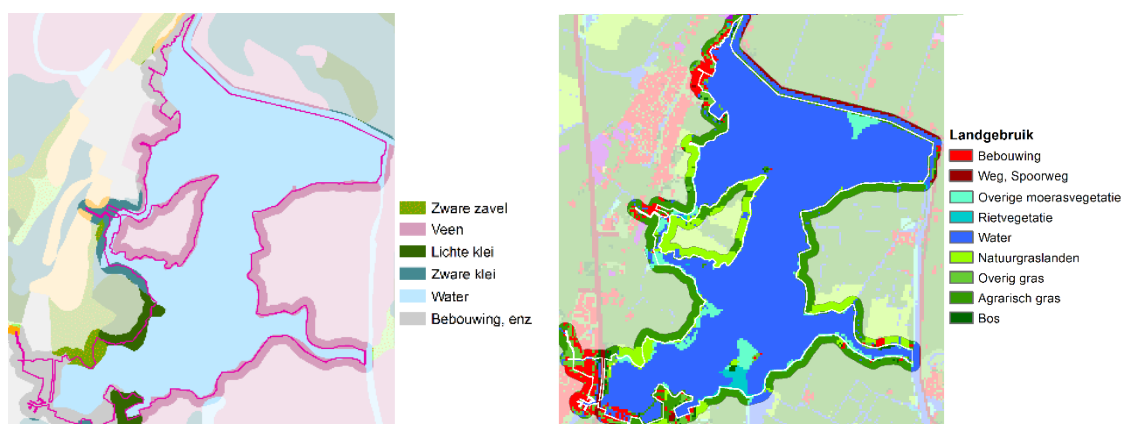 Zware zavel
Veen
Lichte klei
Zware klei
Water
Bebouwing, enz
Landgebruik
Bebouwing
Weg, Spoorweg
Overige moerasvegetatie
Rietvegetatie
Water
Natuurgraslanden
Overig gras
Agrarisch gras
Bos